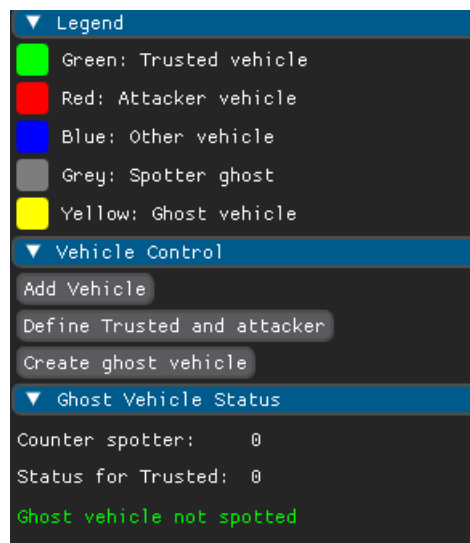 Legend
Green: Trusted vehicle
Red: Attacker vehicle
Blue: Other vehicle
Grey: Spotter ghost
Yellow: Ghost vehicle
Vehicle Control
Add Vehicle
Define Trusted and attacker
Create ghost vehicle
Ghost Vehicle Status
Counter spotter: 0
Status for Trusted: 0
Ghost vehicle not spotted